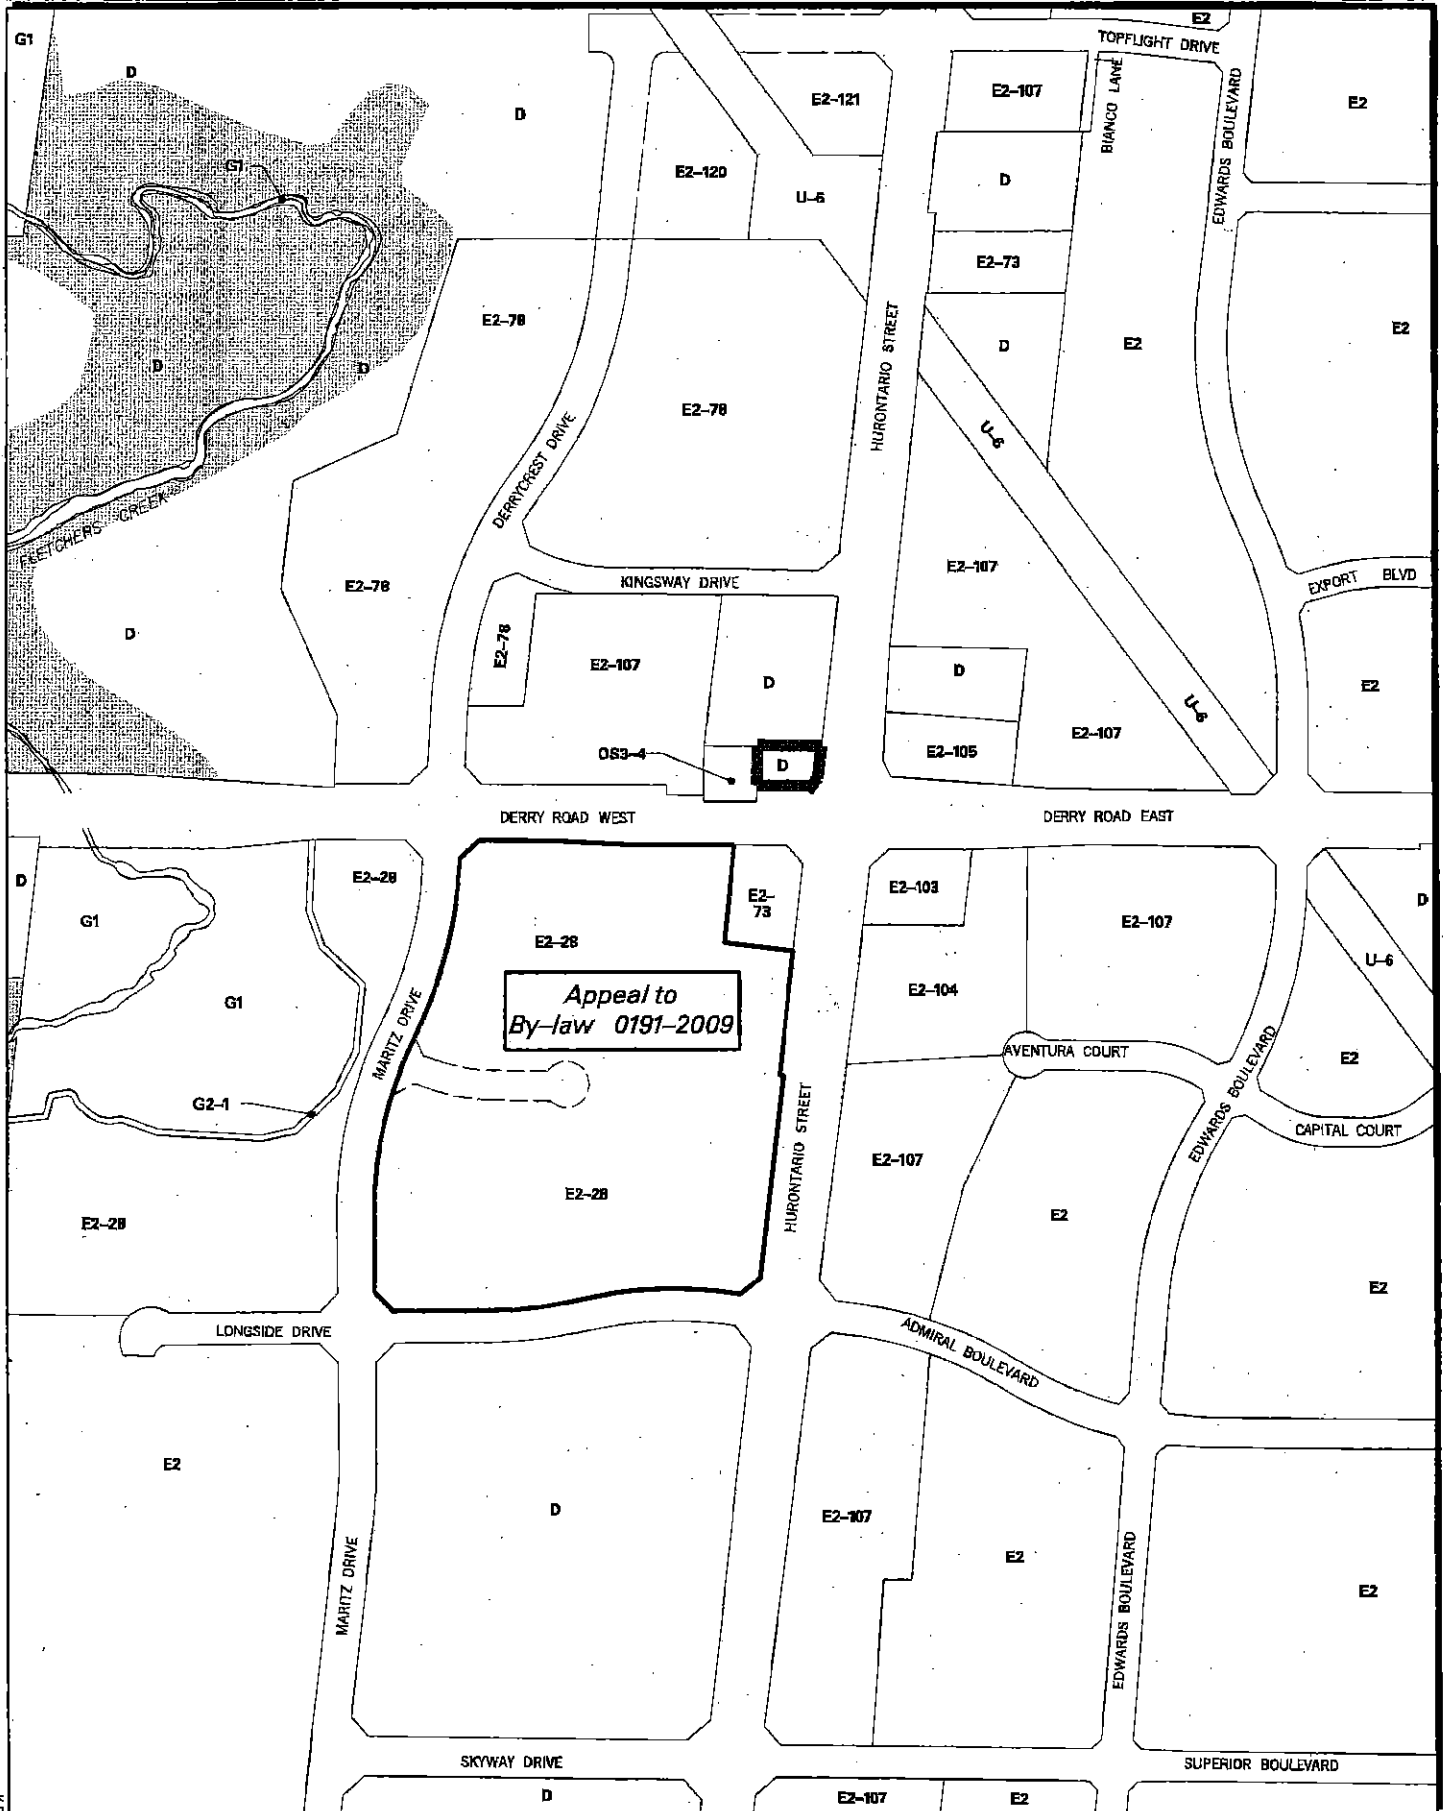 E2
G1
TOPFLIGHT DRIVE
D
E2-107
BIANCO LANE
EDWARDS BOULEVARD
E2
E2-121
D
G1
E2-120
U-6
D
E2-73
E2-78
HURONTARIO STREET
D
E2
E2
D
D
E2-78
U-6
DERRYCREST DRIVE
FLETCHERS CREEK
E2-78
KINGSWAY DRIVE
E2-107
EXPORT BLVD
D
E2-78
E2-107
D
D
E2
U-6
OS3-4
D
E2-105
E2-107
DERRY ROAD WEST
DERRY ROAD EAST
D
E2-28
E2-73
E2-103
D
G1
E2-28
E2-107
U-6
G1
Appeal to
By-law 0191-2009
E2-104
MARITZ DRIVE
AVENTURA COURT
E2
G2-1
EDWARDS BOULEVARD
CAPITAL COURT
HURONTARIO STREET
E2-107
E2-28
E2-28
E2
E2
LONGSIDE DRIVE
ADMIRAL BOULEVARD
E2
D
E2-107
E2
MARITZ DRIVE
EDWARDS BOULEVARD
E2
SKYWAY DRIVE
SUPERIOR BOULEVARD
D
E2-107
E2